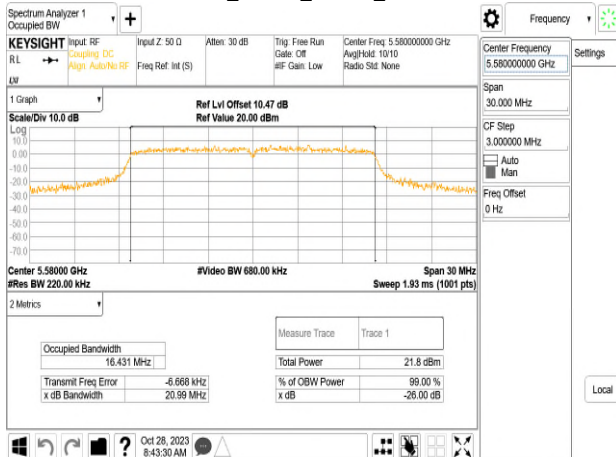 Spectrum Analyzer 1
Occupied BW
+
Frequency
KEYSIGHT
Input: RF
Coupling: DC
Align: Auto/No RF
Input Z: 50 Ω
Freq Ref: Int (S)
Atten: 30 dB
Trig: Free Run
Gate: Off
#IF Gain: Low
Center Freq: 5.580000000 GHz
Avg|Hold: 10/10
Radio Std: None
RL
LXI
Center Frequency
5.580000000 GHz
Settings
Span
30.000 MHz
CF Step
3.000000 MHz
Auto
Man
Freq Offset
0 Hz
Local
1 Graph
Scale/Div 10.0 dB
Ref Lvl Offset 10.47 dB
Ref Value 20.00 dBm
Log
10.0
0.00
-10.0
-20.0
-30.0
-40.0
-50.0
-60.0
-70.0
Center 5.58000 GHz
#Res BW 220.00 kHz
#Video BW 680.00 kHz
Span 30 MHz
Sweep 1.93 ms (1001 pts)
2 Metrics
Measure Trace
Trace 1
Occupied Bandwidth
16.431 MHz
Total Power
21.8 dBm
Transmit Freq Error
-6.668 kHz
% of OBW Power
99.00 %
x dB Bandwidth
20.99 MHz
x dB
-26.00 dB
?
Oct 28, 2023
8:43:30 AM